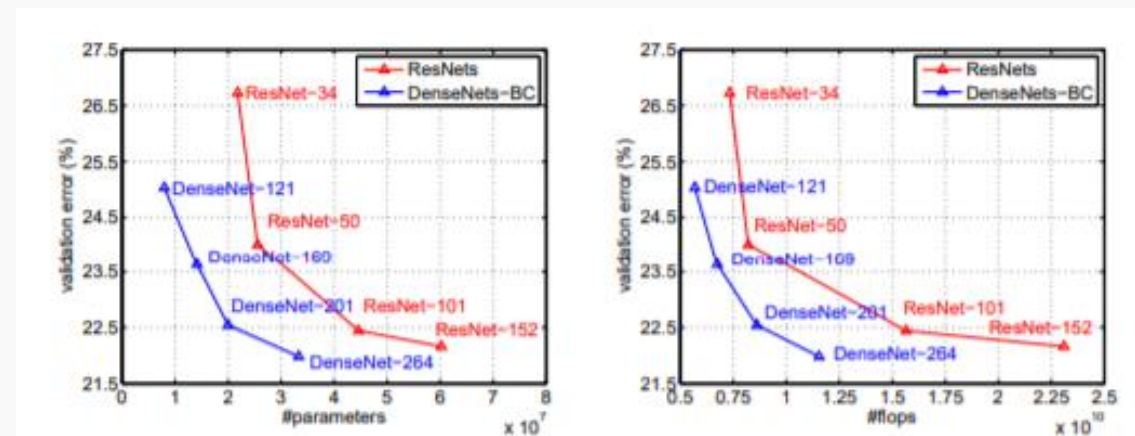 27.5
26.5
25.5
24.5
23.5
22.5
21.5
validation error (%)
ResNets
DenseNets-BC
ResNet-34
DenseNet-121
ResNet-50
DenseNet-169
DenseNet-201
ResNet-101
ResNet-152
DenseNet-264
0 1 2 3 4 5 6 7 8
#parameters
x 10^7
27.5
26.5
25.5
24.5
23.5
22.5
21.5
validation error (%)
ResNets
DenseNets-BC
ResNet-34
DenseNet-121
ResNet-50
DenseNet-169
DenseNet-201
ResNet-101
ResNet-152
DenseNet-264
0.5 0.75 1 1.25 1.5 1.75 2 2.25 2.5
#flops
x 10^10